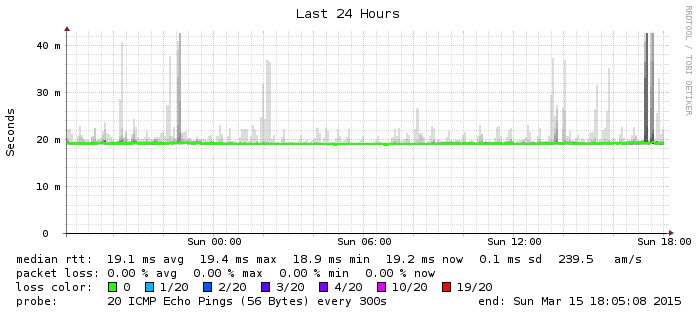 Last 24 Hours
RRDTOOL / TOBI OETIKER
Seconds
40 m
30 m
20 m
10 m
0
Sun 00:00 Sun 06:00 Sun 12:00 Sun 18:00
median rtt: 19.1 ms avg 19.4 ms max 18.9 ms min 19.2 ms now 0.1 ms sd 239.5 am/s
packet loss: 0.00 % avg 0.00 % max 0.00 % min 0.00 % now
loss color: 0 1/20 2/20 3/20 4/20 10/20 19/20
probe: 20 ICMP Echo Pings (56 Bytes) every 300s end: Sun Mar 15 18:05:08 2015